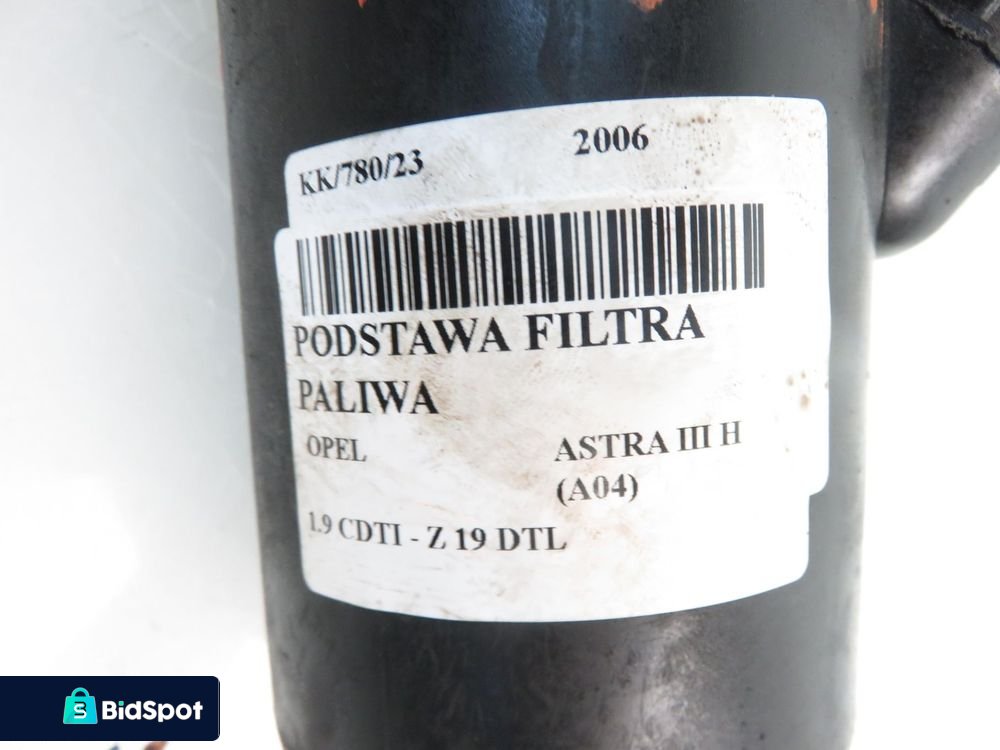 KK/780/23 2006
PODSTAWA FILTRA
PALIWA
OPEL ASTRA III H
(A04)
1.9 CDTI - Z 19 DTL
S BidSpot